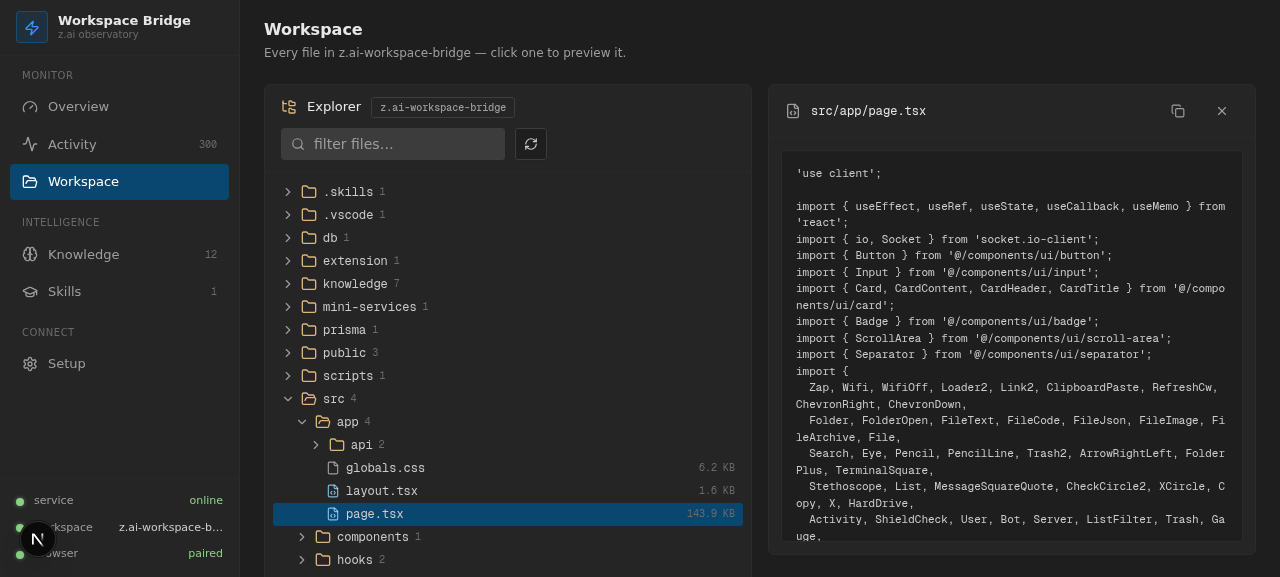 Workspace Bridge
z.ai observatory
MONITOR
Overview
Activity 300
Workspace
INTELLIGENCE
Knowledge 12
Skills 1
CONNECT
Setup
service online
kspace z.ai-workspace-b...
wser paired
N
Workspace
Every file in z.ai-workspace-bridge — click one to preview it.
Explorer z.ai-workspace-bridge
filter files...
.skills 1
.vscode 1
db 1
extension 1
knowledge 7
mini-services 1
prisma 1
public 3
scripts 1
src 4
app 4
api 2
globals.css 6.2 KB
layout.tsx 1.6 KB
page.tsx 143.9 KB
components 1
hooks 2
src/app/page.tsx
'use client';
import { useEffect, useRef, useState, useCallback, useMemo } from
'react';
import { io, Socket } from 'socket.io-client';
import { Button } from '@/components/ui/button';
import { Input } from '@/components/ui/input';
import { Card, CardContent, CardHeader, CardTitle } from '@/compo
nents/ui/card';
import { Badge } from '@/components/ui/badge';
import { ScrollArea } from '@/components/ui/scroll-area';
import { Separator } from '@/components/ui/separator';
import {
Zap, Wifi, WifiOff, Loader2, Link2, ClipboardPaste, RefreshCw,
ChevronRight, ChevronDown,
Folder, FolderOpen, FileText, FileCode, FileJson, FileImage, Fi
leArchive, File,
Search, Eye, Pencil, PencilLine, Trash2, ArrowRightLeft, Folder
Plus, TerminalSquare,
Stethoscope, List, MessageSquareQuote, CheckCircle2, XCircle, C
opy, X, HardDrive,
Activity, ShieldCheck, User, Bot, Server, ListFilter, Trash, Ga
uge,